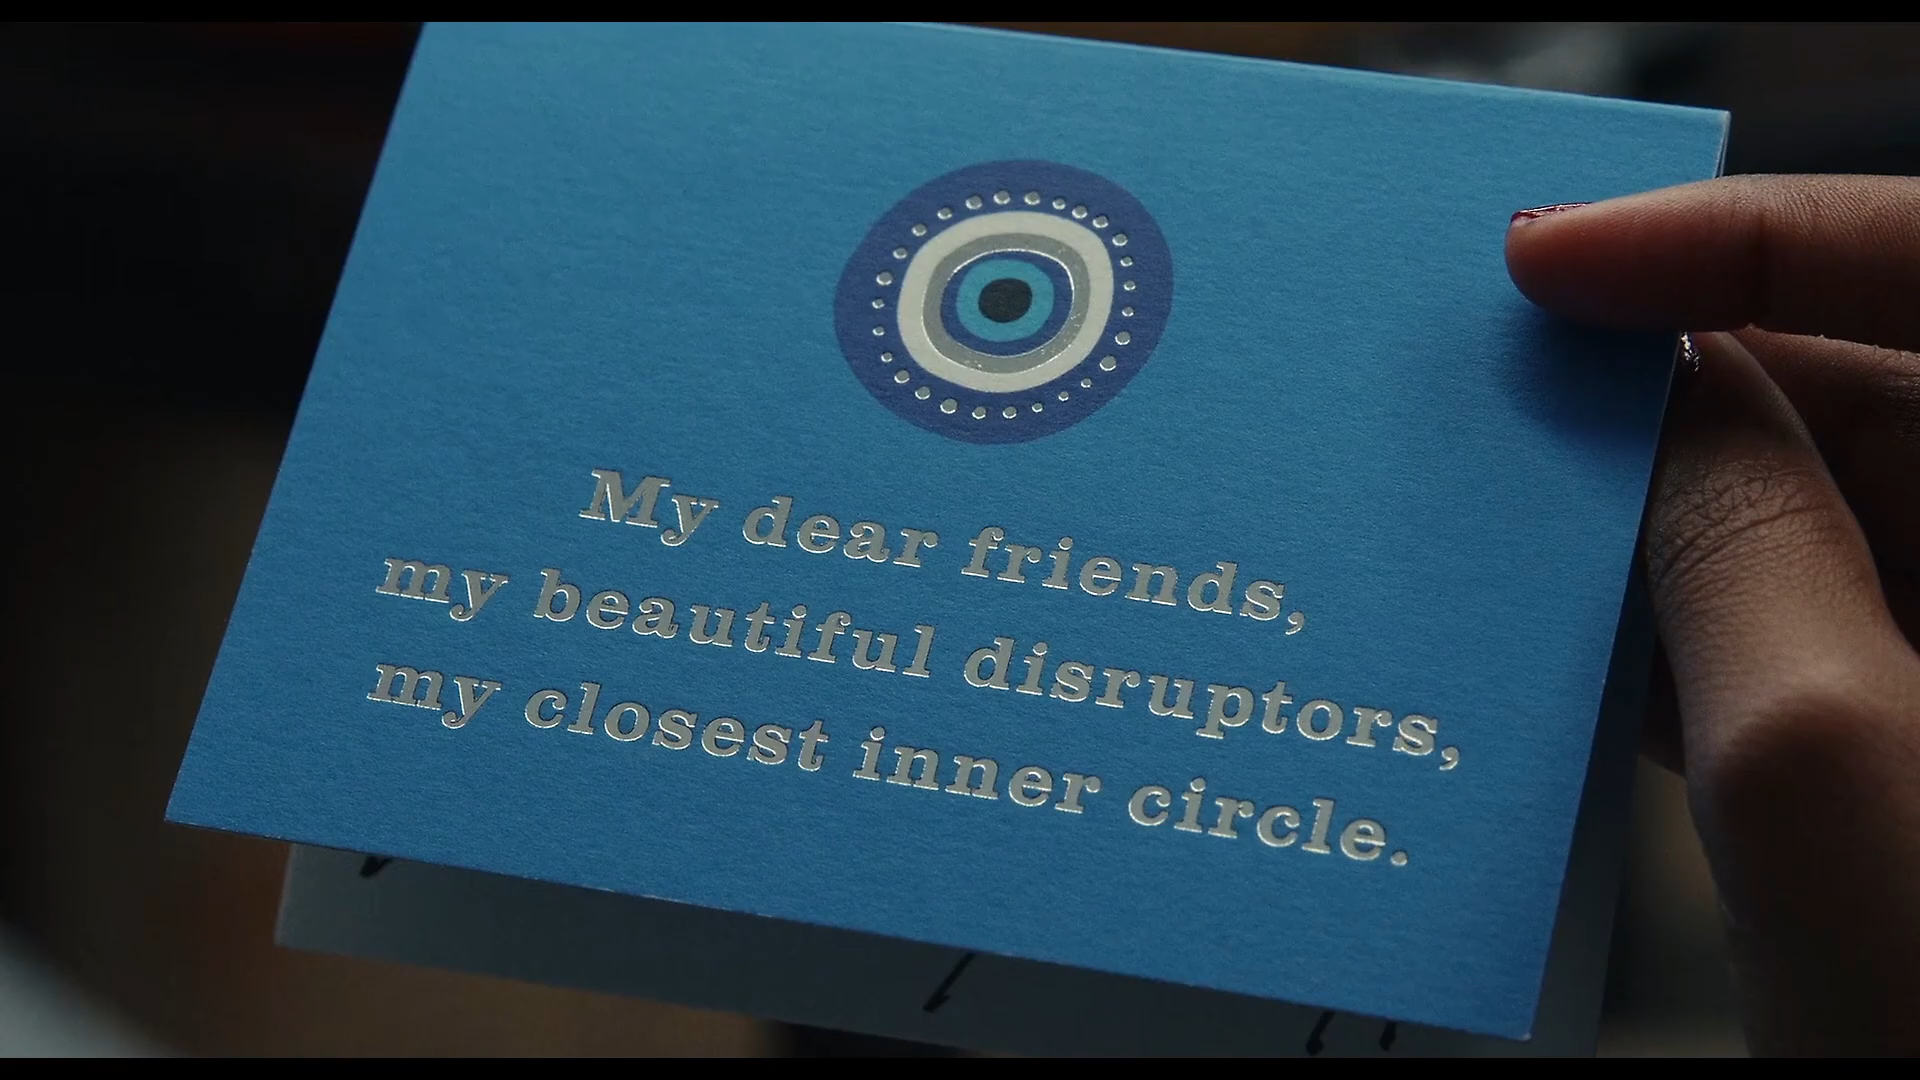 My dear friends,
my beautiful disruptors,
my closest inner circle.